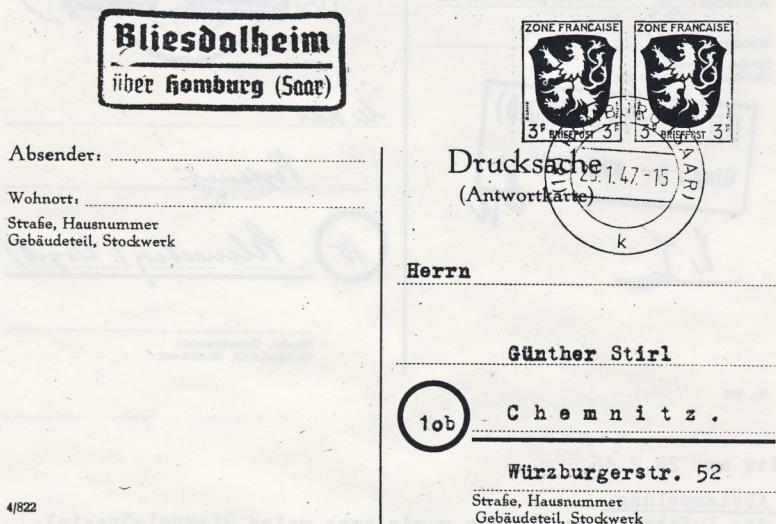 Bliesdalheim
über Homburg (Saar)
ZONE FRANÇAISE
3F BRIEFPOST 3F
ZONE FRANÇAISE
3F BRIEFPOST 3F
(SAAR)
29.1.47.-15
k
Absender:
Wohnort:
Straße, Hausnummer
Gebäudeteil, Stockwerk
4/822
Drucksache
(Antwortkarte)
Herrn
Günther Stirl
10b
Chemnitz.
Würzburgerstr. 52
Straße, Hausnummer
Gebäudeteil, Stockwerk